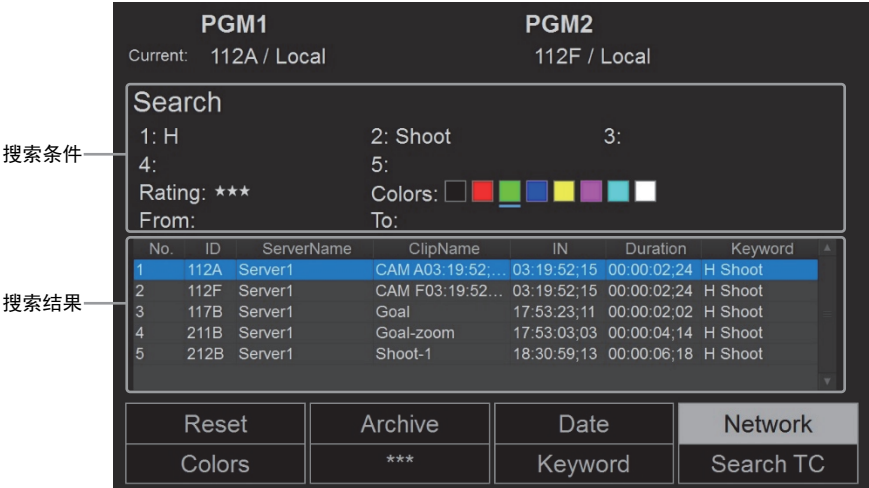 PGM1 PGM2
Current: 112A / Local 112F / Local
Search
1: H 2: Shoot 3:
搜索条件
4: 5:
Rating: ★★★ Colors:
From: To:
No. ID ServerName ClipName IN Duration Keyword
1 112A Server1 CAM A03:19:52;... 03:19:52;15 00:00:02;24 H Shoot
2 112F Server1 CAM F03:19:52... 03:19:52;15 00:00:02;24 H Shoot
搜索结果
3 117B Server1 Goal 17:53:23;11 00:00:02;02 H Shoot
4 211B Server1 Goal-zoom 17:53:03;03 00:00:04;14 H Shoot
5 212B Server1 Shoot-1 18:30:59;13 00:00:06;18 H Shoot
Reset Archive Date Network
Colors *** Keyword Search TC